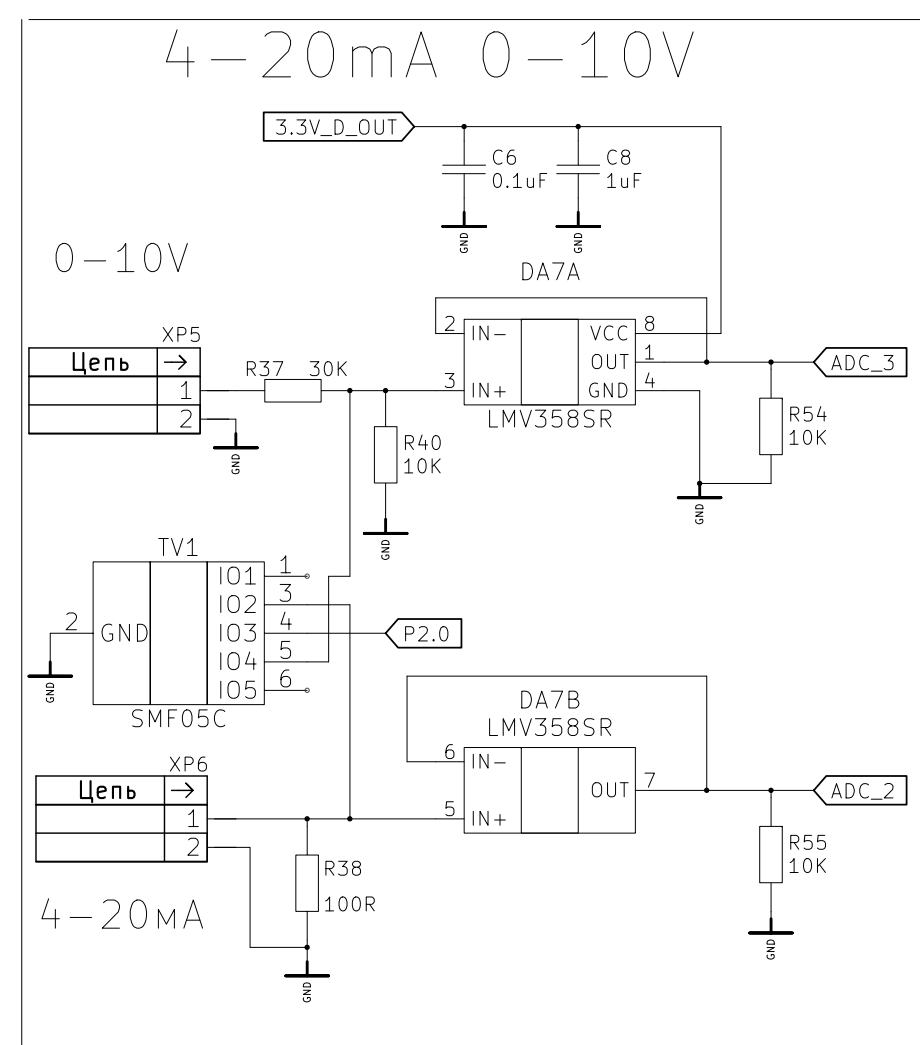 4-20mA 0-10V
3.3V_D_OUT
C6
0.1uF
C8
1uF
GND
GND
0-10V
DA7A
XP5
Цепь →
1
2
GND
R37 30K
2 IN-
3 IN+
VCC 8
OUT 1
GND 4
LMV358SR
ADC_3
R40
10K
GND
R54
10K
GND
TV1
2 GND
IO1 1
IO2 3
IO3 4
IO4 5
IO5 6
SMF05C
GND
P2.0
DA7B
LMV358SR
6 IN-
5 IN+
OUT 7
ADC_2
XP6
Цепь →
1
2
R38
100R
GND
R55
10K
GND
4-20мА